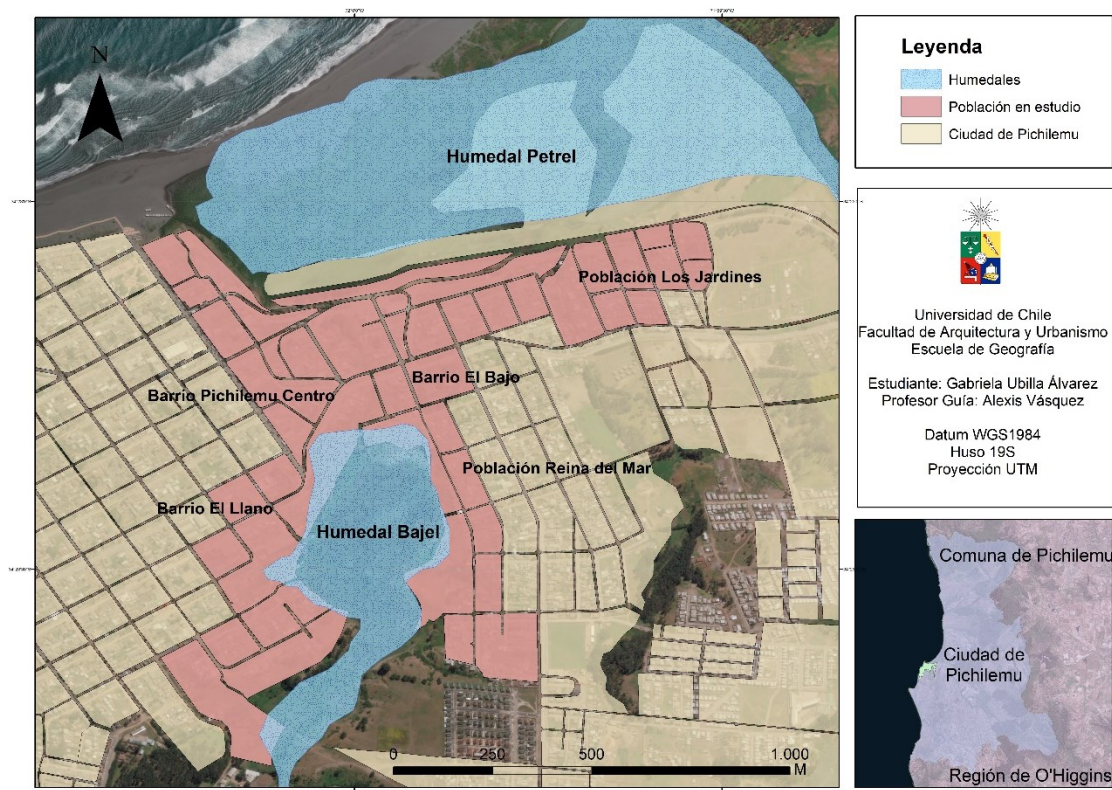 N
Humedal Petrel
Población Los Jardines
Barrio El Bajo
Barrio Pichilemu Centro
Población Reina del Mar
Barrio El Llano
Humedal Bajel
0 250 500 1.000
M
Leyenda
Humedales
Población en estudio
Ciudad de Pichilemu
Universidad de Chile
Facultad de Arquitectura y Urbanismo
Escuela de Geografía
Estudiante: Gabriela Ubilla Álvarez
Profesor Guía: Alexis Vásquez
Datum WGS1984
Huso 19S
Proyección UTM
Comuna de Pichilemu
Ciudad de
Pichilemu
Región de O'Higgins